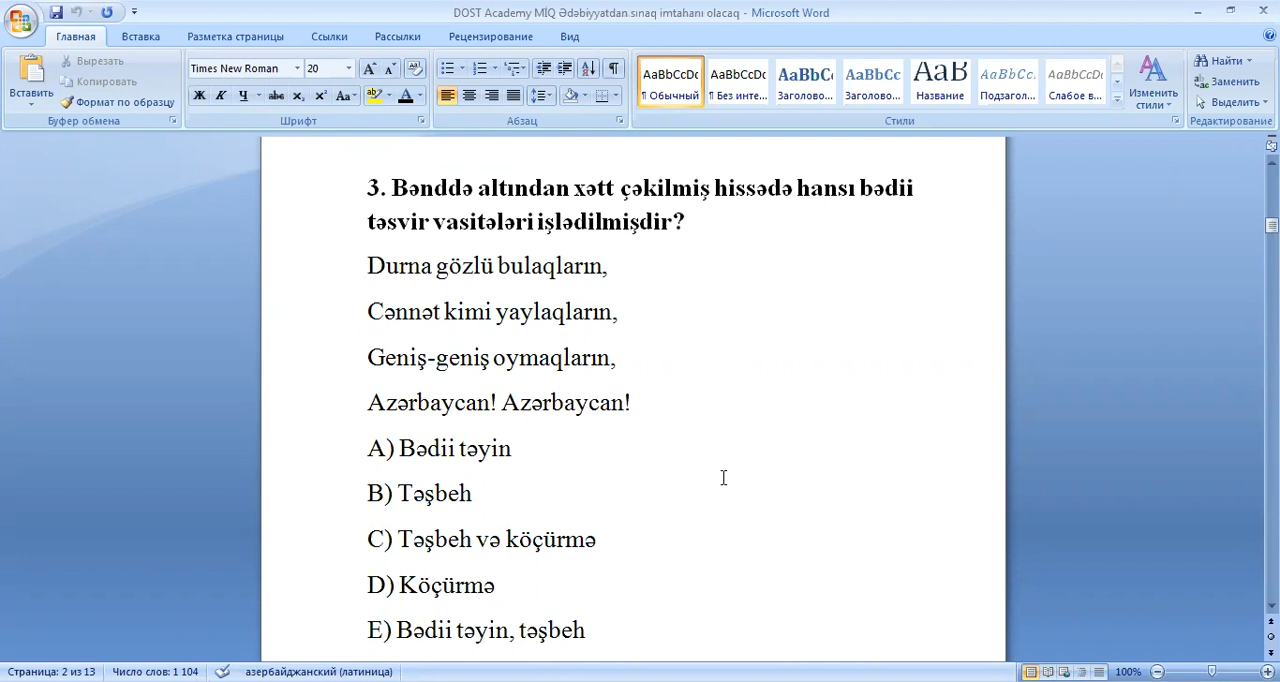 DOST Academy MİQ Ədəbiyyatdan sınaq imtahanı olacaq - Microsoft Word
Главная Вставка Разметка страницы Ссылки Рассылки Рецензирование Вид
Вставить
Вырезать
Копировать
Формат по образцу
Буфер обмена
Times New Roman 20
Ж К Ч abc x₂ x² Aa
Шрифт
Абзац
AaBbCcDc AaBbCcDc AaBbC AaBbCc AaB AaBbCc. AaBbCcDc
¶ Обычный ¶ Без инте... Заголово... Заголово... Название Подзагол... Слабое в...
Стили
Изменить стили
Найти
Заменить
Выделить
Редактирование
3. Bənddə altından xətt çəkilmiş hissədə hansı bədii
təsvir vasitələri işlədilmişdir?
Durna gözlü bulaqların,
Cənnət kimi yaylaqların,
Geniş-geniş oymaqların,
Azərbaycan! Azərbaycan!
A) Bədii təyin
B) Təşbeh
C) Təşbeh və köçürmə
D) Köçürmə
E) Bədii təyin, təşbeh
Страница: 2 из 13 Число слов: 1 104 азербайджанский (латиница) 100%